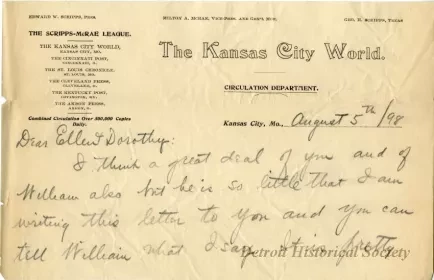 EDWARD W. SCRIPPS, PRES.
MILTON A. MCRAE, VICE-PRES. AND GEN'L MGR.
GEO. H. SCRIPPS, TREAS.
THE SCRIPPS-McRAE LEAGUE.
THE KANSAS CITY WORLD,
KANSAS CITY, MO.
THE CINCINNATI POST,
CINCINNATI, O.
THE ST. LOUIS CHRONICLE,
ST. LOUIS, MO.
THE CLEVELAND PRESS,
CLEVELAND, O.
THE KENTUCKY POST,
COVINGTON, KY.
THE AKRON PRESS,
AKRON, O.
Combined Circulation Over 300,000 Copies
Daily.
The Kansas City World.
CIRCULATION DEPARTMENT.
Kansas City, Mo., August 5th /98
Dear Ellen Dorothy:
I think a great deal of you and of
William also but he is so little that I am
writing this letter to you and you can
tell William what I say. It is pretty
Detroit Historical Society